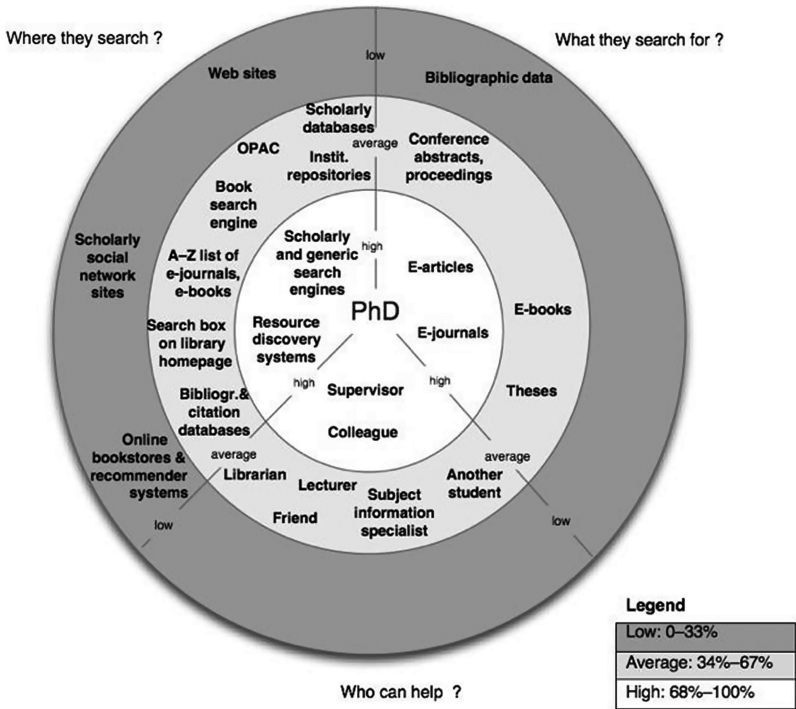 Where they search ?
What they search for ?
low
Web sites
Bibliographic data
Scholarly
databases
average
OPAC
Instit.
repositories
Conference
abstracts,
proceedings
Book
search
engine
Scholarly
social
network
sites
A–Z list of
e-journals,
e-books
Scholarly
and generic
search
engines
high
E-articles
PhD
E-books
Search box
on library
homepage
Resource
discovery
systems
E-journals
high
high
Supervisor
Theses
Bibliogr.&
citation
databases
Colleague
Online
bookstores &
recommender
systems
average
average
Librarian
Lecturer
Another
student
Subject
information
specialist
Friend
low
low
Legend
Low: 0–33%
Average: 34%–67%
High: 68%–100%
Who can help ?